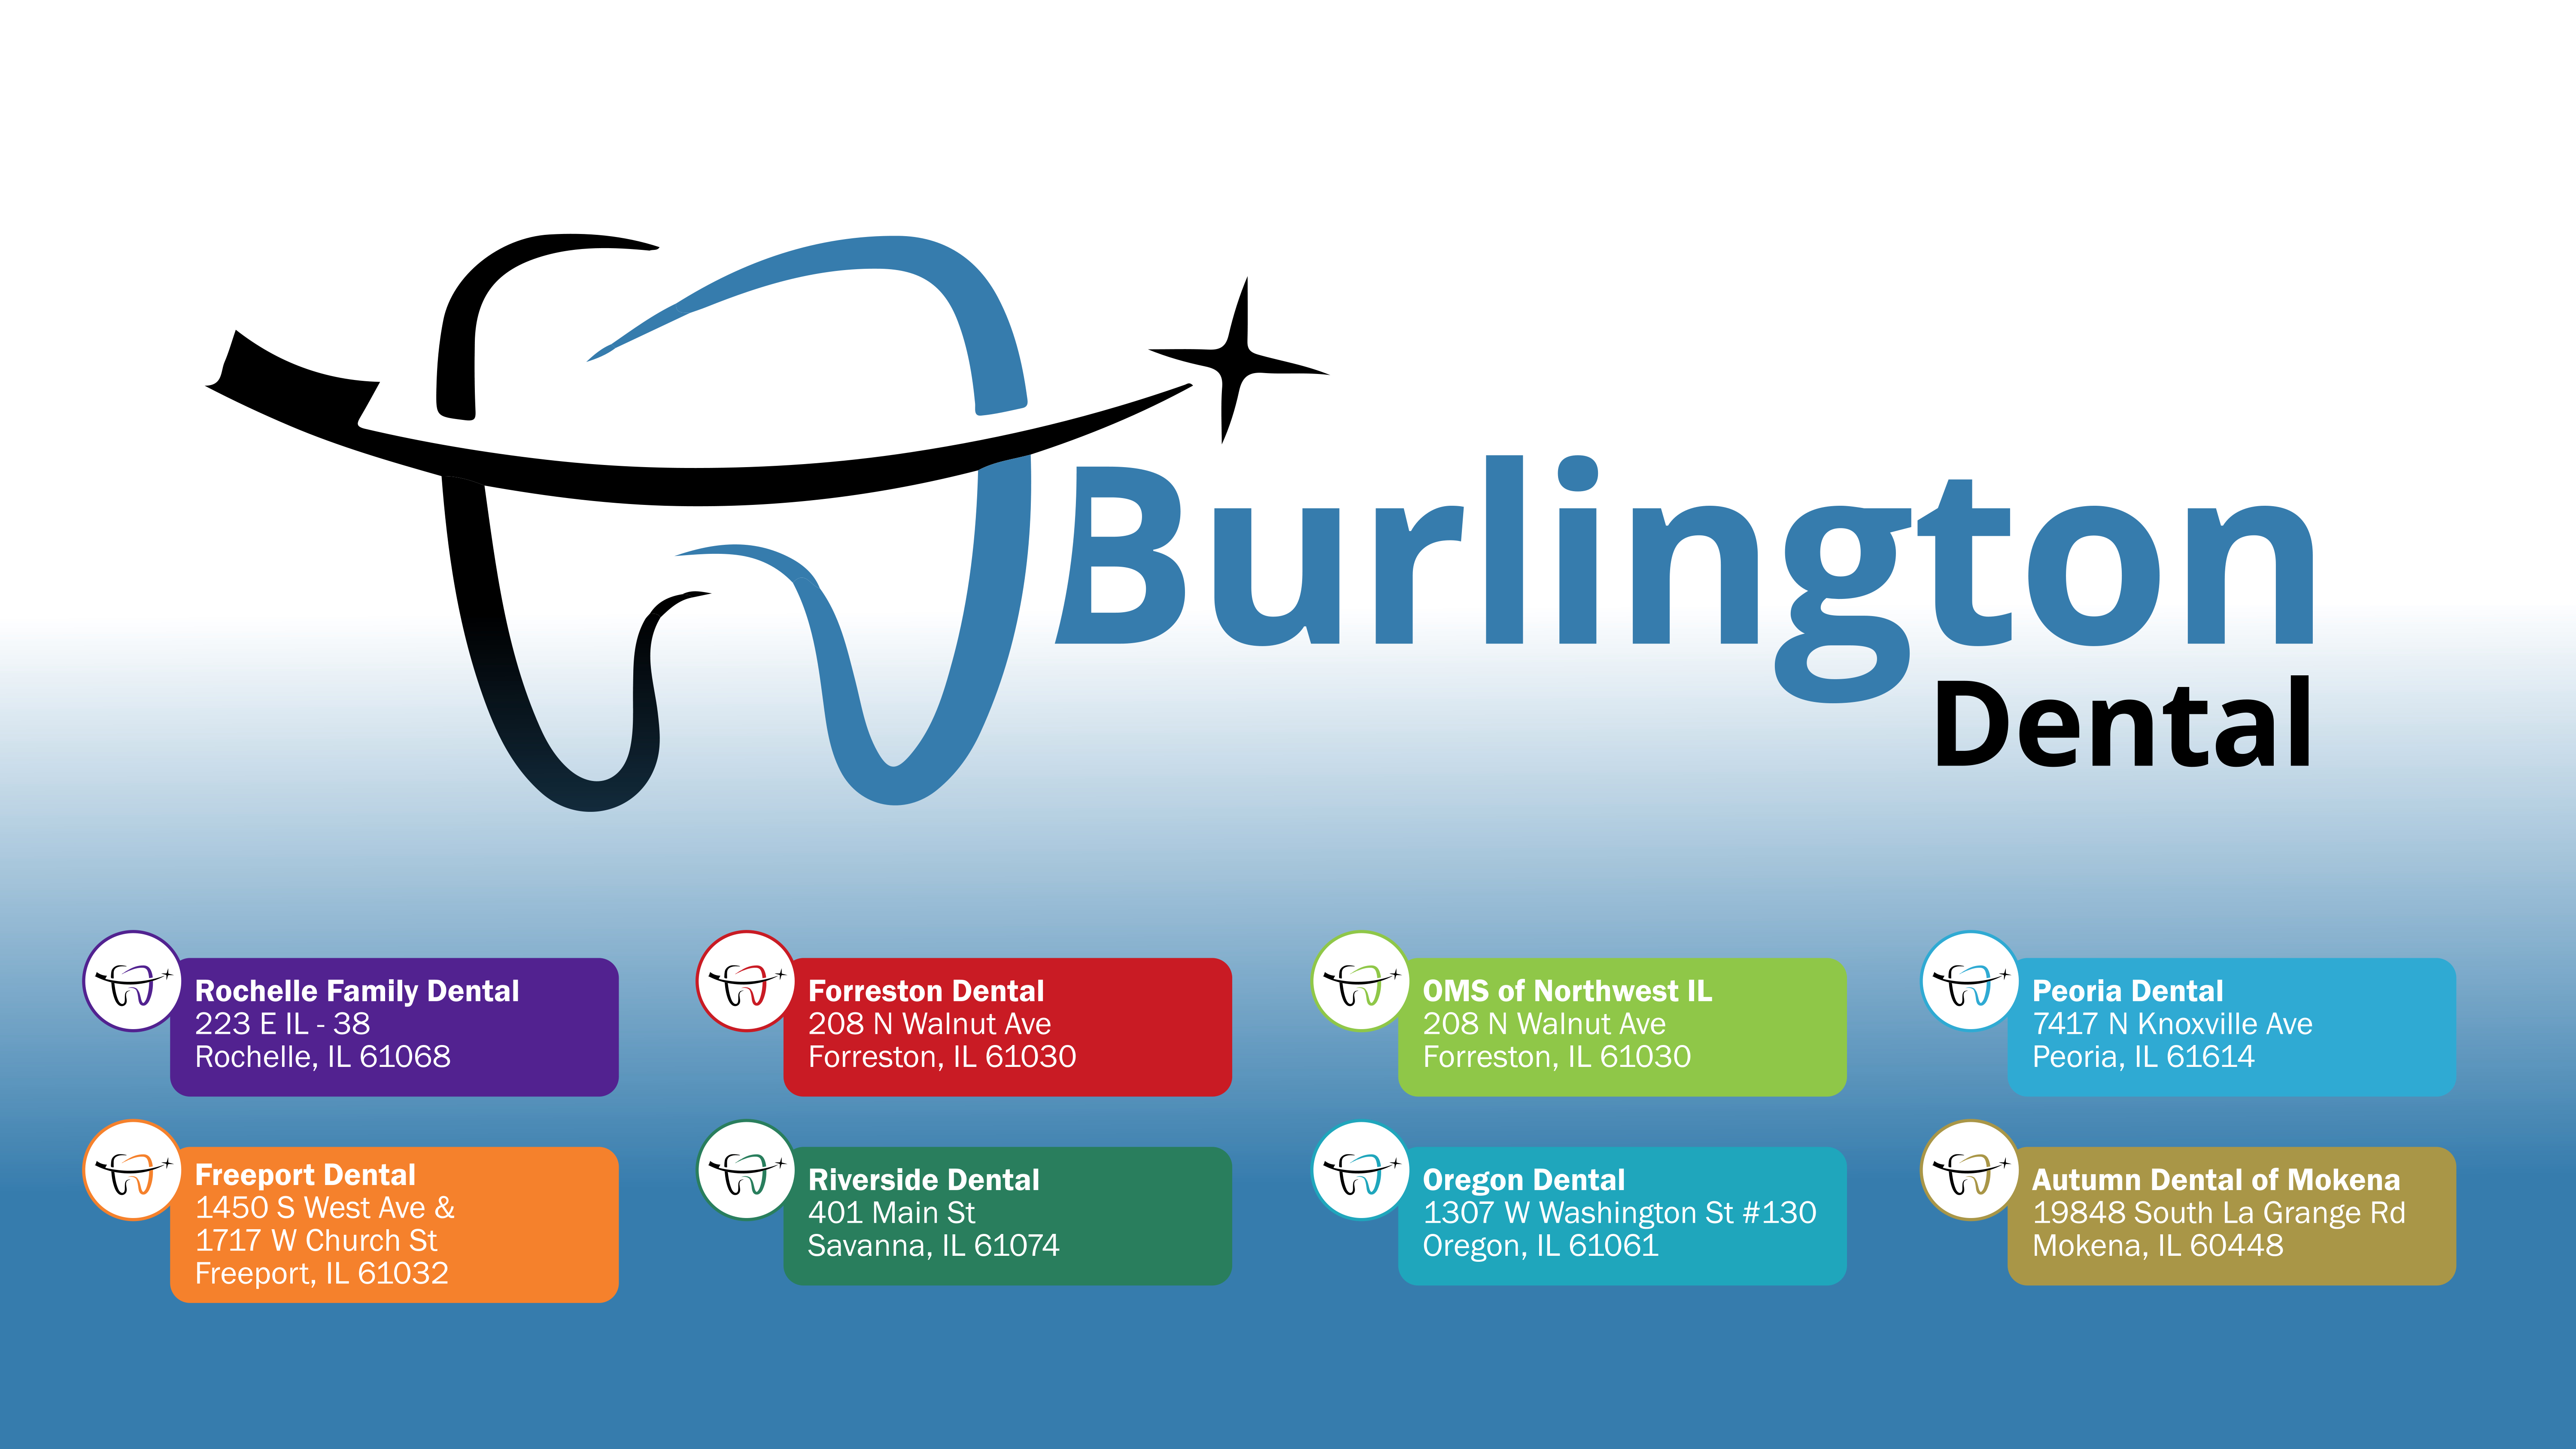 Burlington
Dental
Rochelle Family Dental
223 E IL - 38
Rochelle, IL 61068
Forreston Dental
208 N Walnut Ave
Forreston, IL 61030
OMS of Northwest IL
208 N Walnut Ave
Forreston, IL 61030
Peoria Dental
7417 N Knoxville Ave
Peoria, IL 61614
Freeport Dental
1450 S West Ave &
1717 W Church St
Freeport, IL 61032
Riverside Dental
401 Main St
Savanna, IL 61074
Oregon Dental
1307 W Washington St #130
Oregon, IL 61061
Autumn Dental of Mokena
19848 South La Grange Rd
Mokena, IL 60448